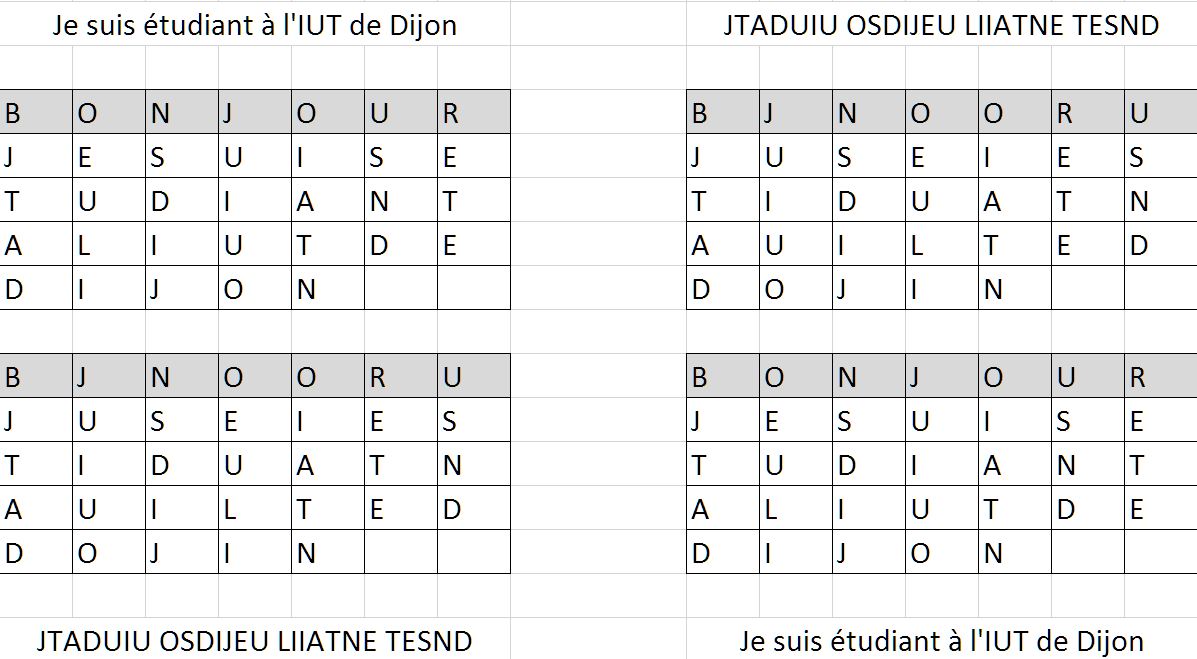 Je suis étudiant à l'IUT de Dijon JTADUIU OSDIJEU LIIATNE TESND
B O N J O U R B J N O O R U
J E S U I S E J U S E I E S
T U D I A N T T I D U A T N
A L I U T D E A U I L T E D
D I J O N D O J I N
B J N O O R U B O N J O U R
J U S E I E S J E S U I S E
T I D U A T N T U D I A N T
A U I L T E D A L I U T D E
D O J I N D I J O N
JTADUIU OSDIJEU LIIATNE TESND Je suis étudiant à l'IUT de Dijon